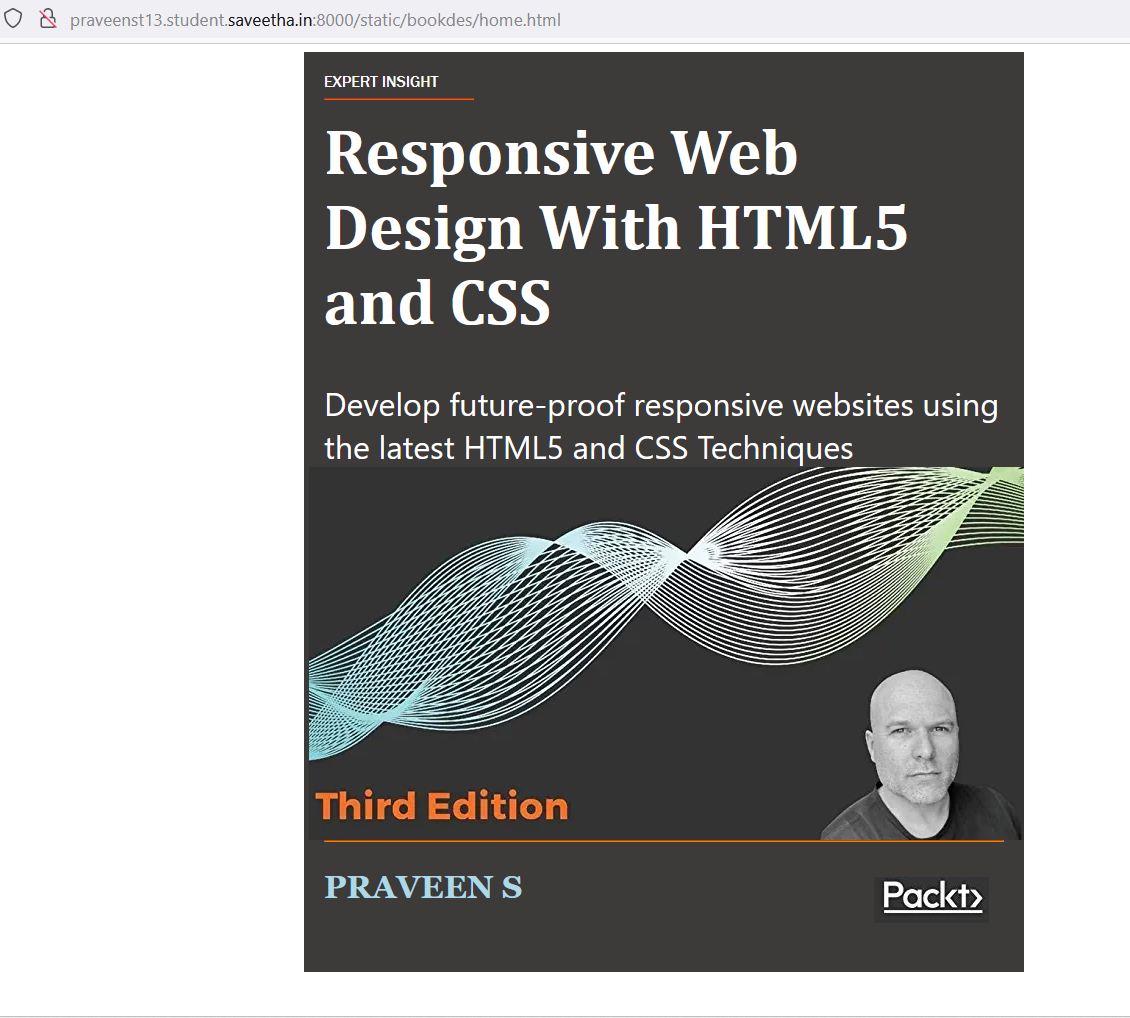 praveenst13.student.saveetha.in:8000/static/bookdes/home.html
EXPERT INSIGHT
Responsive Web
Design With HTML5
and CSS
Develop future-proof responsive websites using
the latest HTML5 and CSS Techniques
Third Edition
PRAVEEN S
Packt>